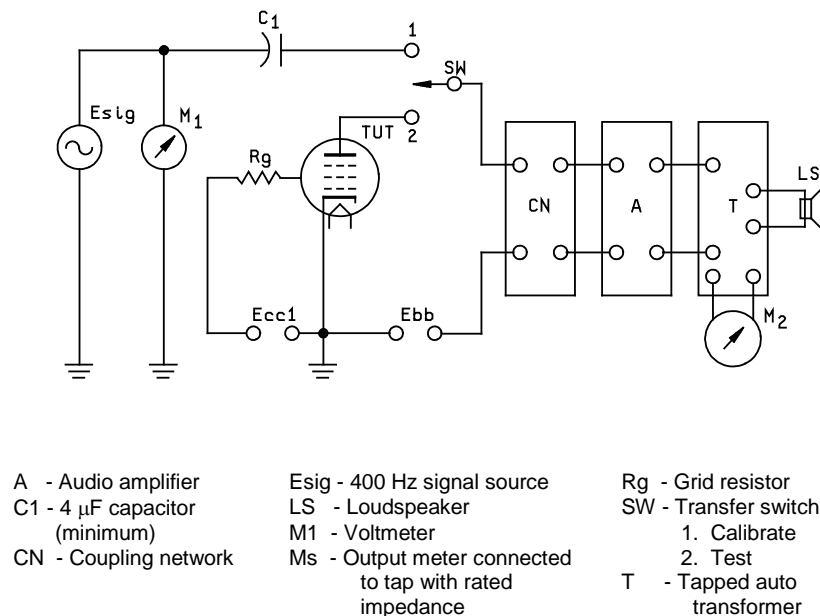 C1
1
SW
Esig
M1
TUT 2
Rg
CN
A
T
LS
Ecc1
Ebb
M2
A - Audio amplifier
C1 - 4 μF capacitor
(minimum)
CN - Coupling network
Esig - 400 Hz signal source
LS - Loudspeaker
M1 - Voltmeter
Ms - Output meter connected
to tap with rated
impedance
Rg - Grid resistor
SW - Transfer switch
1. Calibrate
2. Test
T - Tapped auto
transformer